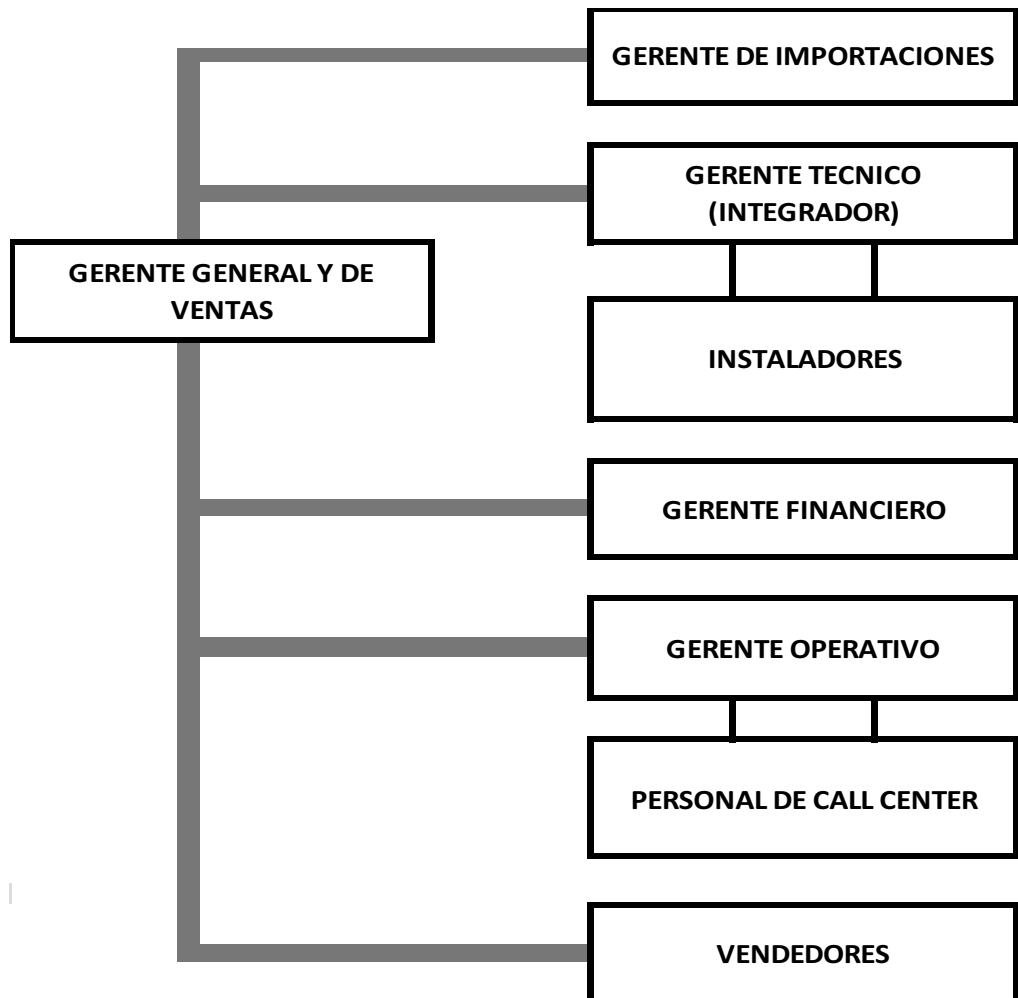 GERENTE DE IMPORTACIONES
GERENTE TECNICO
(INTEGRADOR)
GERENTE GENERAL Y DE
VENTAS
INSTALADORES
GERENTE FINANCIERO
GERENTE OPERATIVO
PERSONAL DE CALL CENTER
VENDEDORES